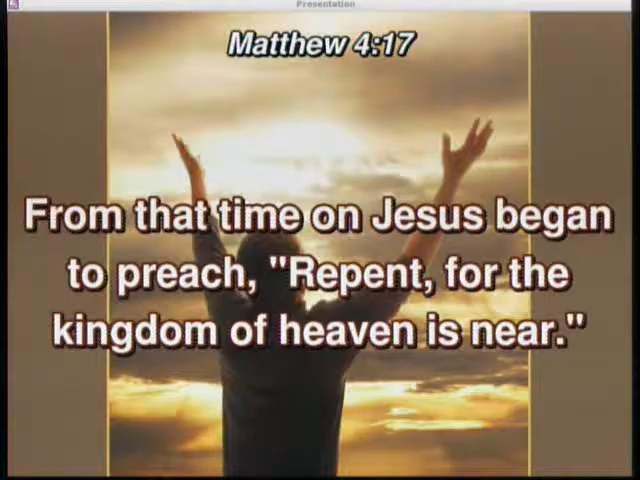 Presentation
Matthew 4:17
From that time on Jesus began
to preach, "Repent, for the
kingdom of heaven is near."